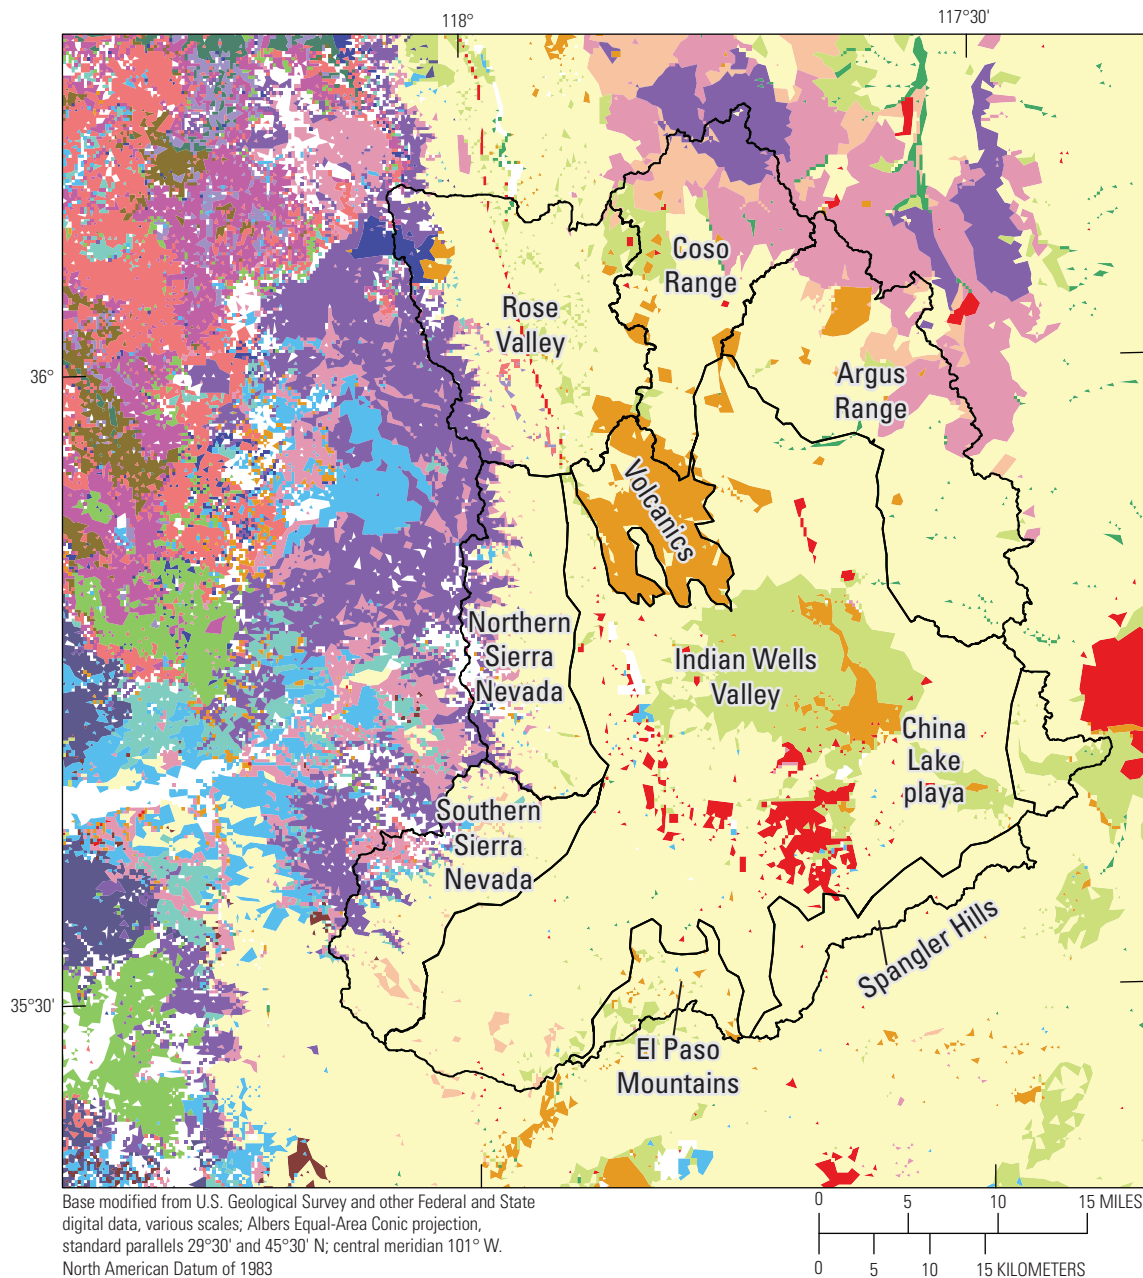 118°
117°30'
Coso
Range
Rose
Valley
36°
Argus
Range
Volcanics
Northern
Sierra
Nevada
Indian Wells
Valley
China
Lake
playa
Southern
Sierra
Nevada
Spangler Hills
35°30'
El Paso
Mountains
Base modified from U.S. Geological Survey and other Federal and State
digital data, various scales; Albers Equal-Area Conic projection,
standard parallels 29°30' and 45°30' N; central meridian 101° W.
North American Datum of 1983
0 5 10 15 MILES
0 5 10 15 KILOMETERS